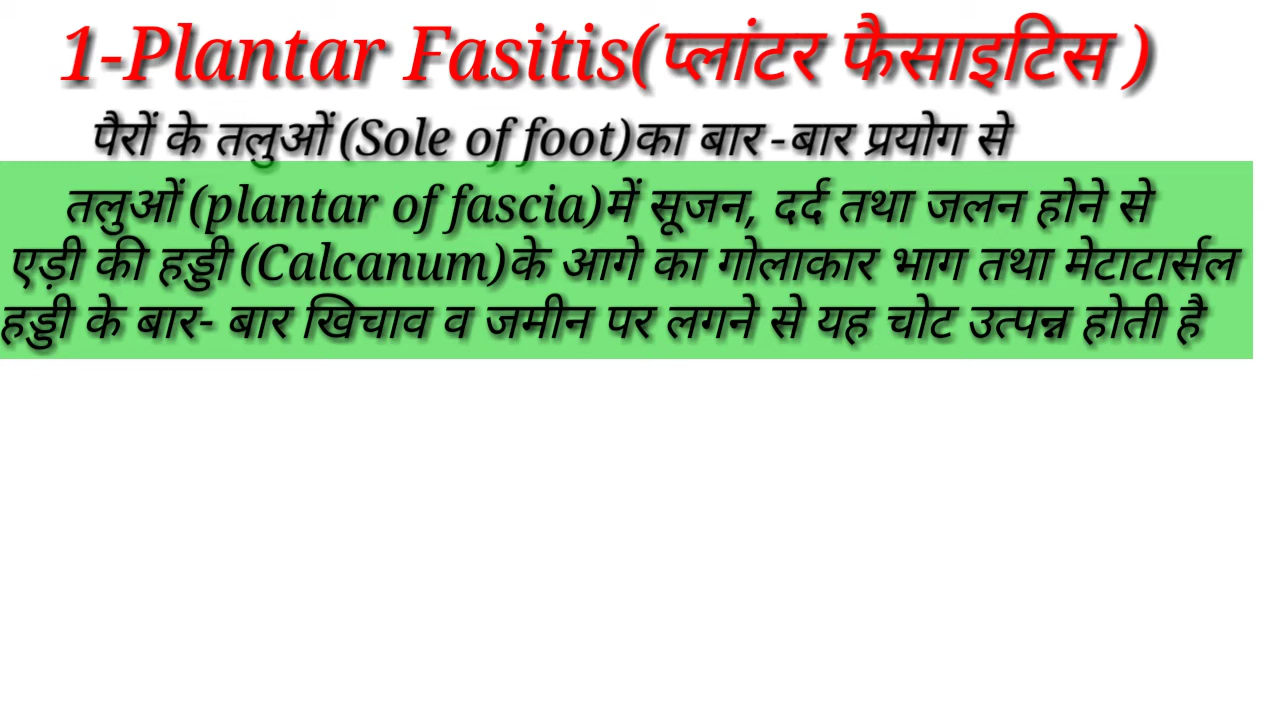 1-Plantar Fasitis(प्लांटर फैसाइटिस )
पैरों के तलुओं (Sole of foot)का बार -बार प्रयोग से
तलुओं (plantar of fascia)में सूजन, दर्द तथा जलन होने से
एड़ी की हड्डी (Calcanum)के आगे का गोलाकार भाग तथा मेटाटार्सल
हड्डी के बार- बार खिचाव व जमीन पर लगने से यह चोट उत्पन्न होती है